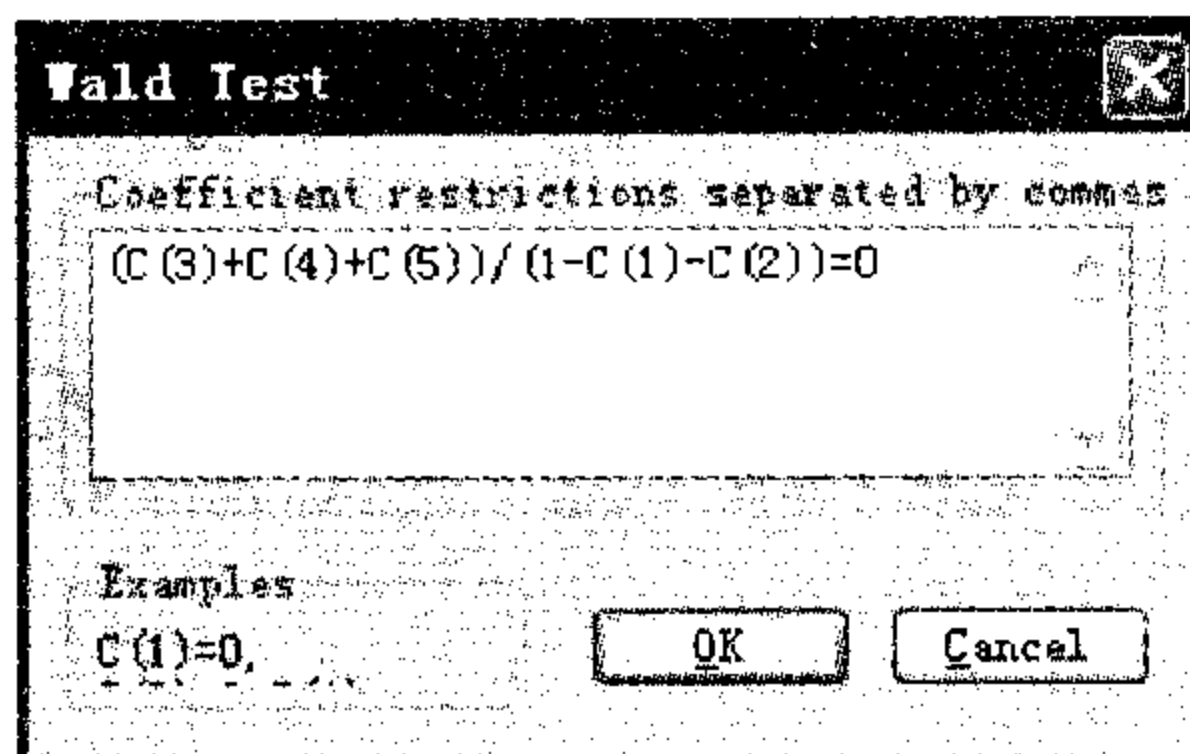 Wald Test
Coefficient restrictions separated by commas
(C(3)+C(4)+C(5))/(1-C(1)-C(2))=0
Examples
C(1)=0,
OK
Cancel